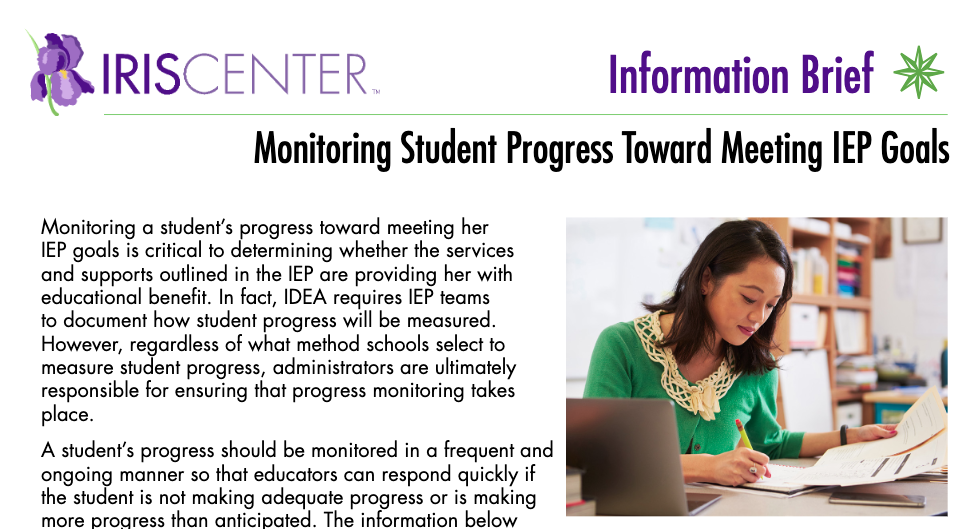 IRISCENTER™
Information Brief
Monitoring Student Progress Toward Meeting IEP Goals
Monitoring a student’s progress toward meeting her
IEP goals is critical to determining whether the services
and supports outlined in the IEP are providing her with
educational benefit. In fact, IDEA requires IEP teams
to document how student progress will be measured.
However, regardless of what method schools select to
measure student progress, administrators are ultimately
responsible for ensuring that progress monitoring takes
place.
A student’s progress should be monitored in a frequent and
ongoing manner so that educators can respond quickly if
the student is not making adequate progress or is making
more progress than anticipated. The information below